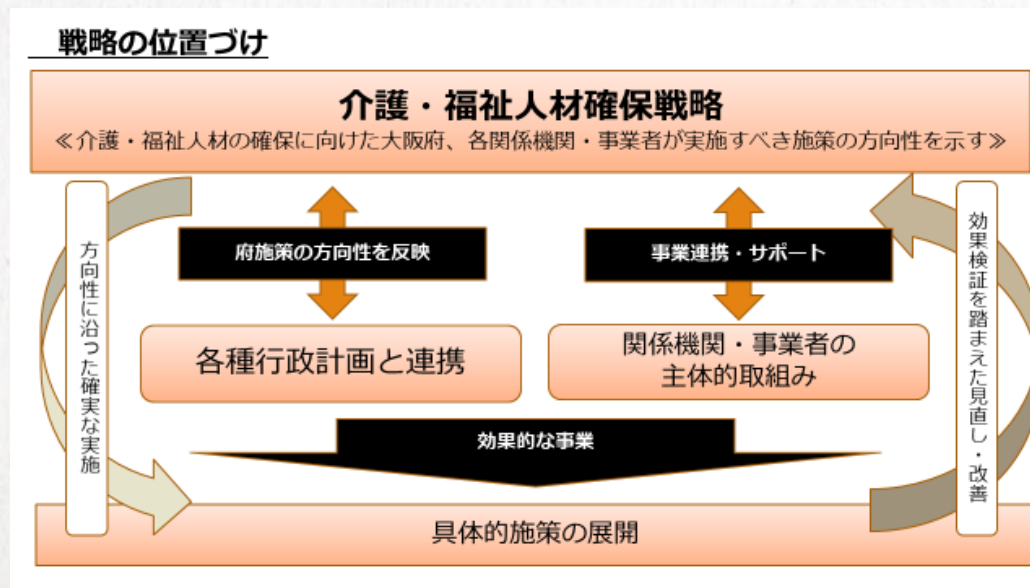 戦略の位置づけ
介護・福祉人材確保戦略
≪介護・福祉人材の確保に向けた大阪府、各関係機関・事業者が実施すべき施策の方向性を示す≫
方向性に沿った確実な実施
府施策の方向性を反映
事業連携・サポート
効果検証を踏まえた見直し・改善
各種行政計画と連携
関係機関・事業者の
主体的取組み
効果的な事業
具体的施策の展開